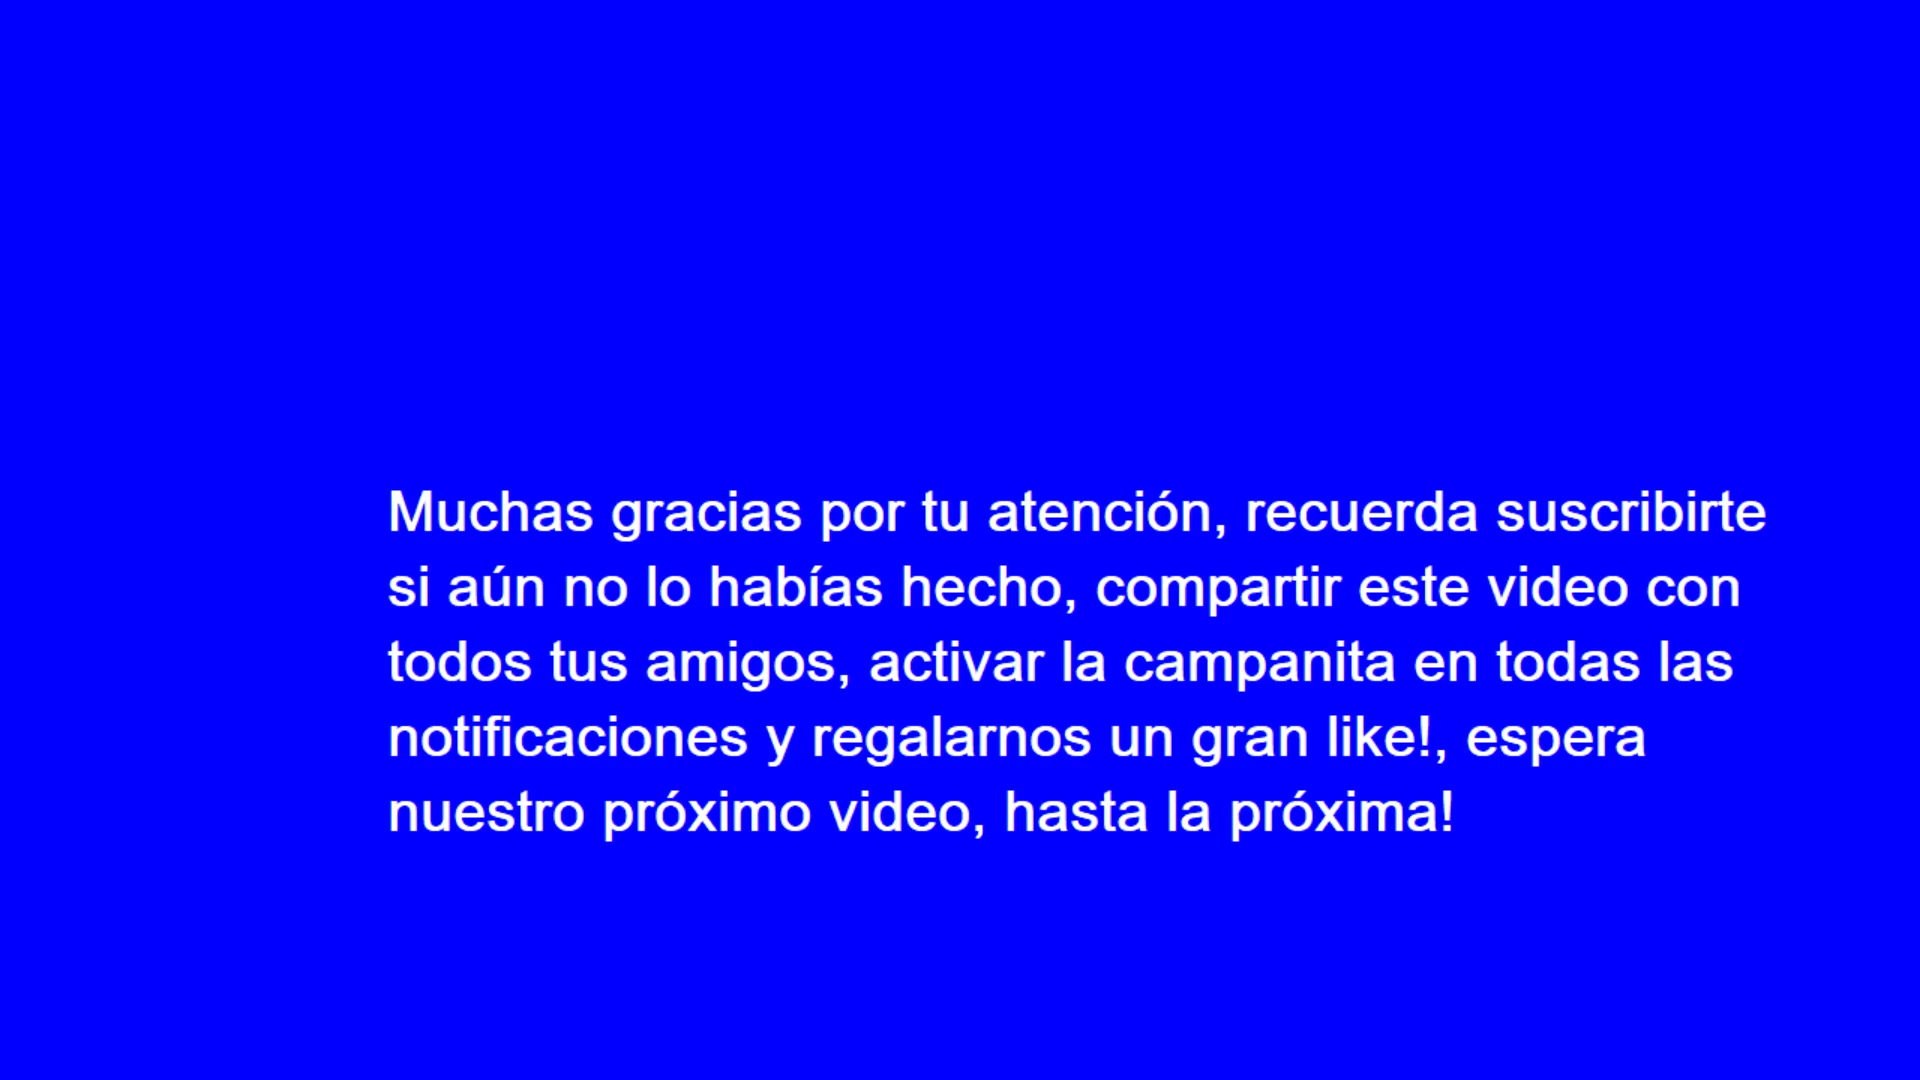 Muchas gracias por tu atención, recuerda suscribirte
si aún no lo habías hecho, compartir este video con
todos tus amigos, activar la campanita en todas las
notificaciones y regalarnos un gran like!, espera
nuestro próximo video, hasta la próxima!